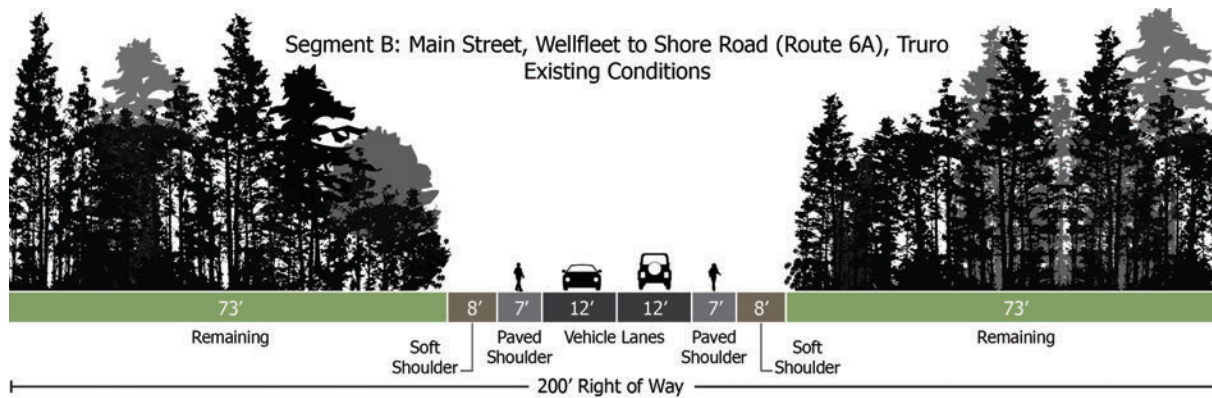 Segment B: Main Street, Wellfleet to Shore Road (Route 6A), Truro
Existing Conditions
73’ 8’ 7’ 12’ 12’ 7’ 8’ 73’
Remaining
Soft
Shoulder
Paved
Shoulder
Vehicle Lanes
Paved
Shoulder
Soft
Shoulder
Remaining
200’ Right of Way